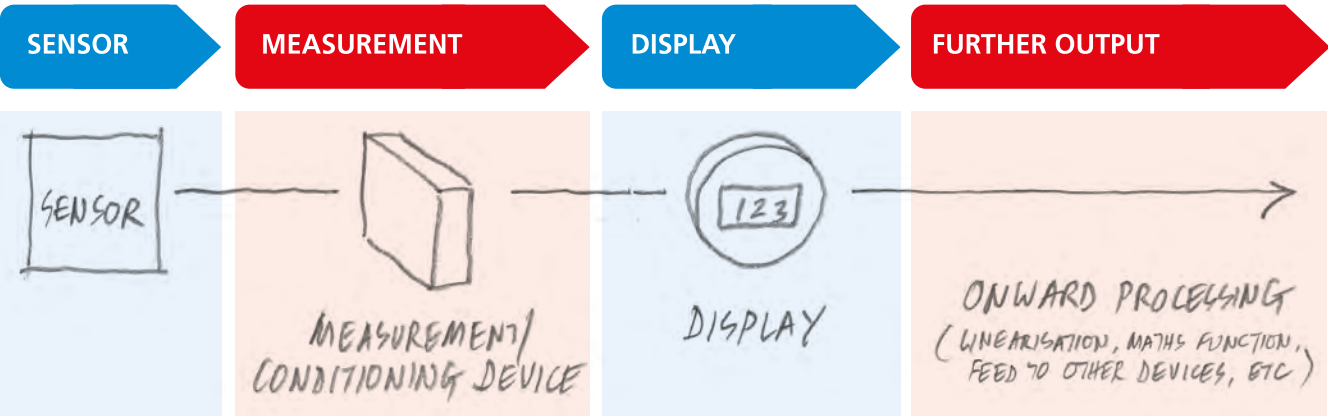 SENSOR
MEASUREMENT
DISPLAY
FURTHER OUTPUT
SENSOR
MEASUREMENT/
CONDITIONING DEVICE
123
DISPLAY
ONWARD PROCESSING
(LINEARISATION, MATHS FUNCTION,
FEED TO OTHER DEVICES, ETC)